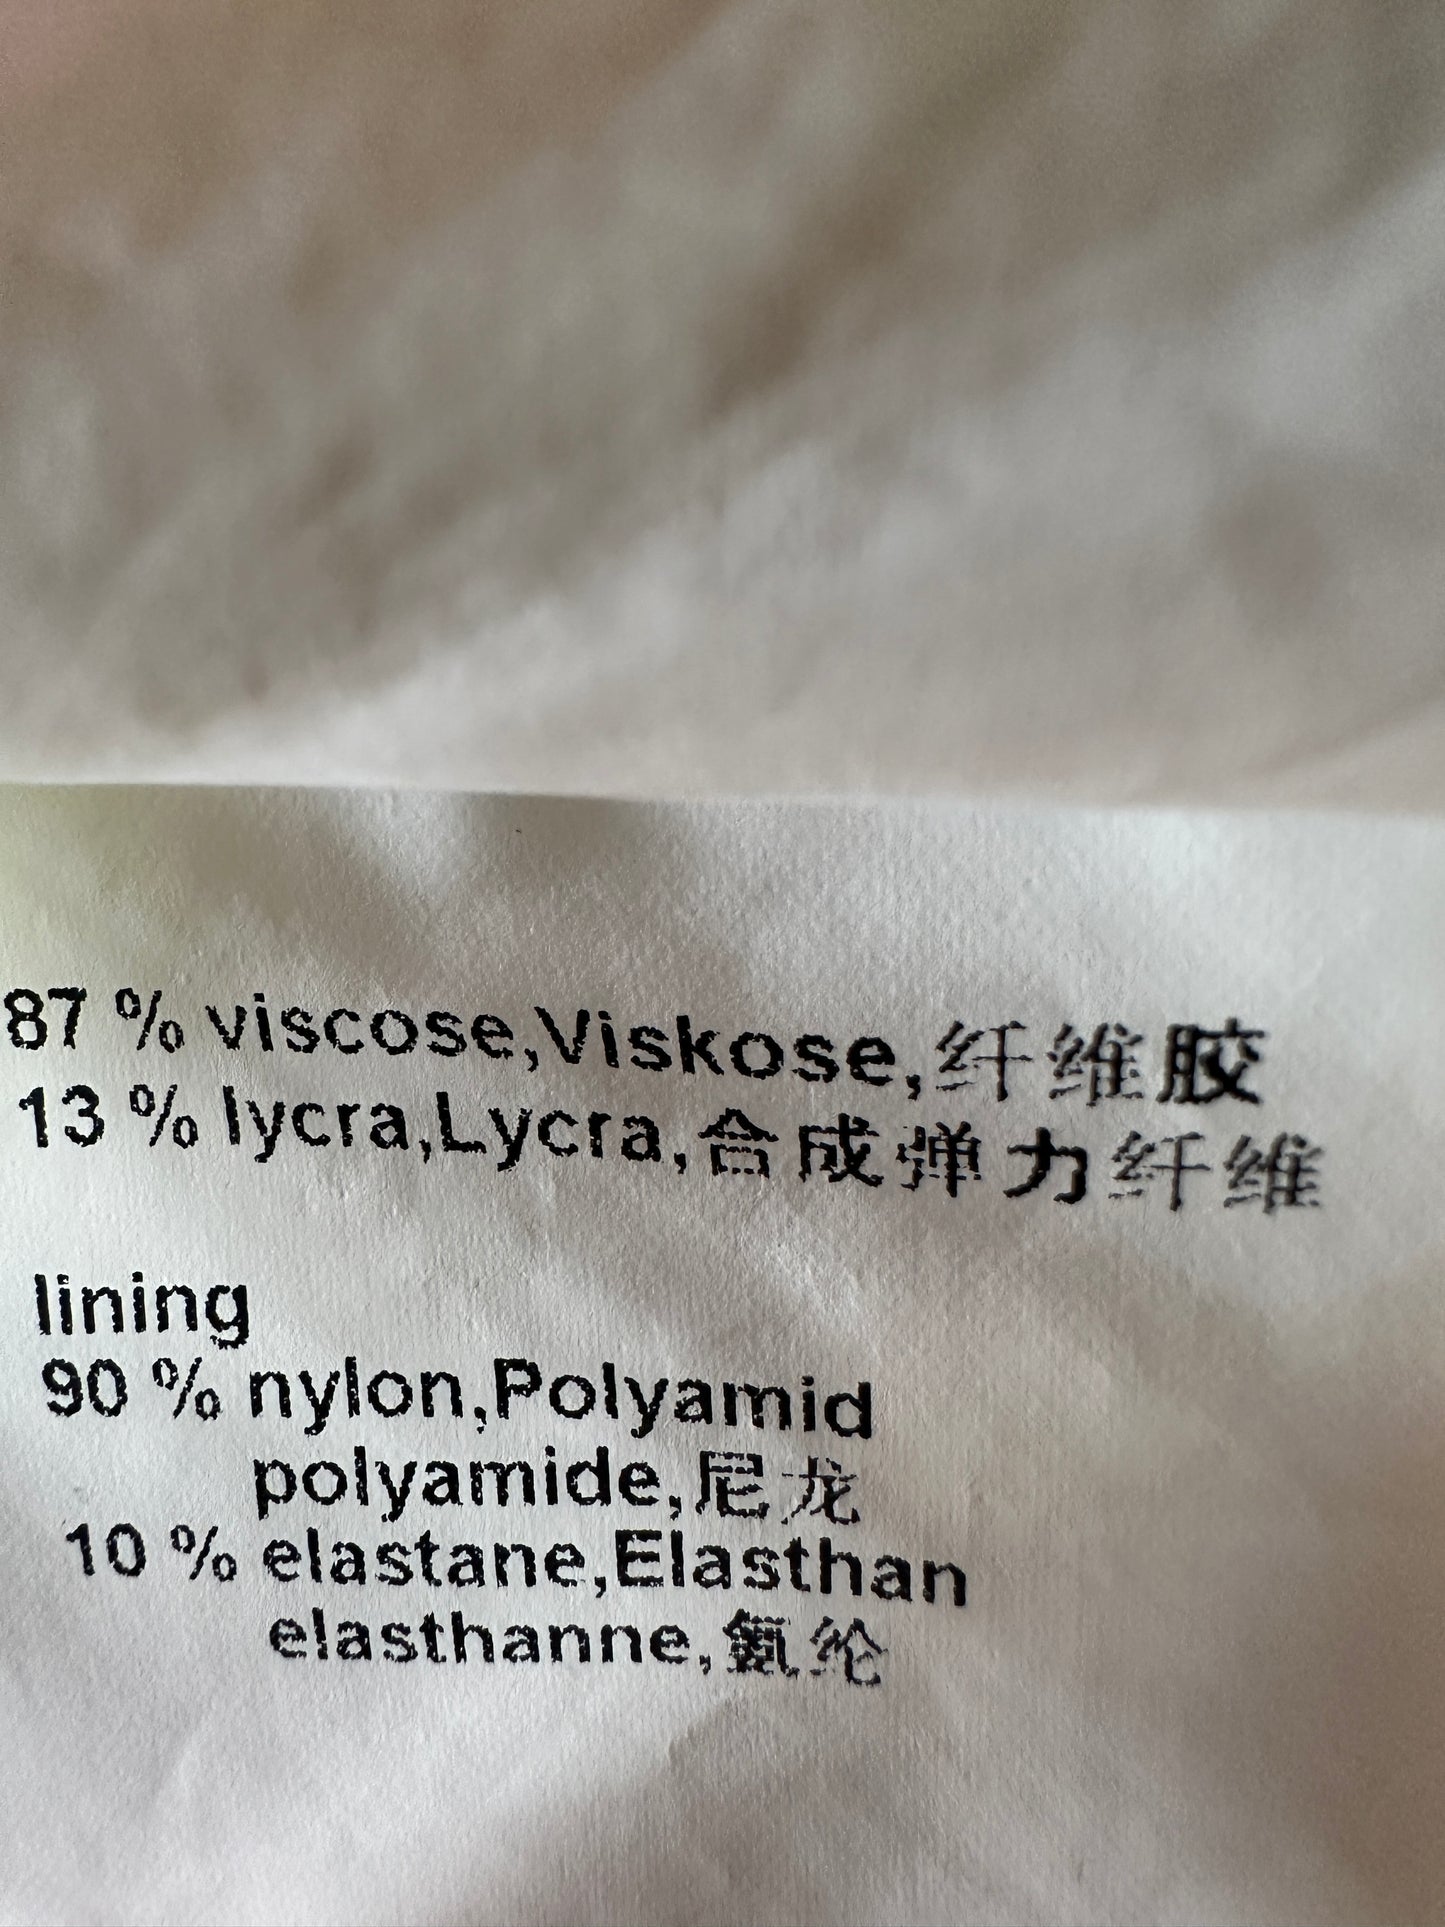 87 % viscose,Viskose,纤维胶
13 % lycra,Lycra,合成弹力纤维
lining
90 % nylon,Polyamid
polyamide,尼龙
10 % elastane,Elasthan
elasthanne,氨纶